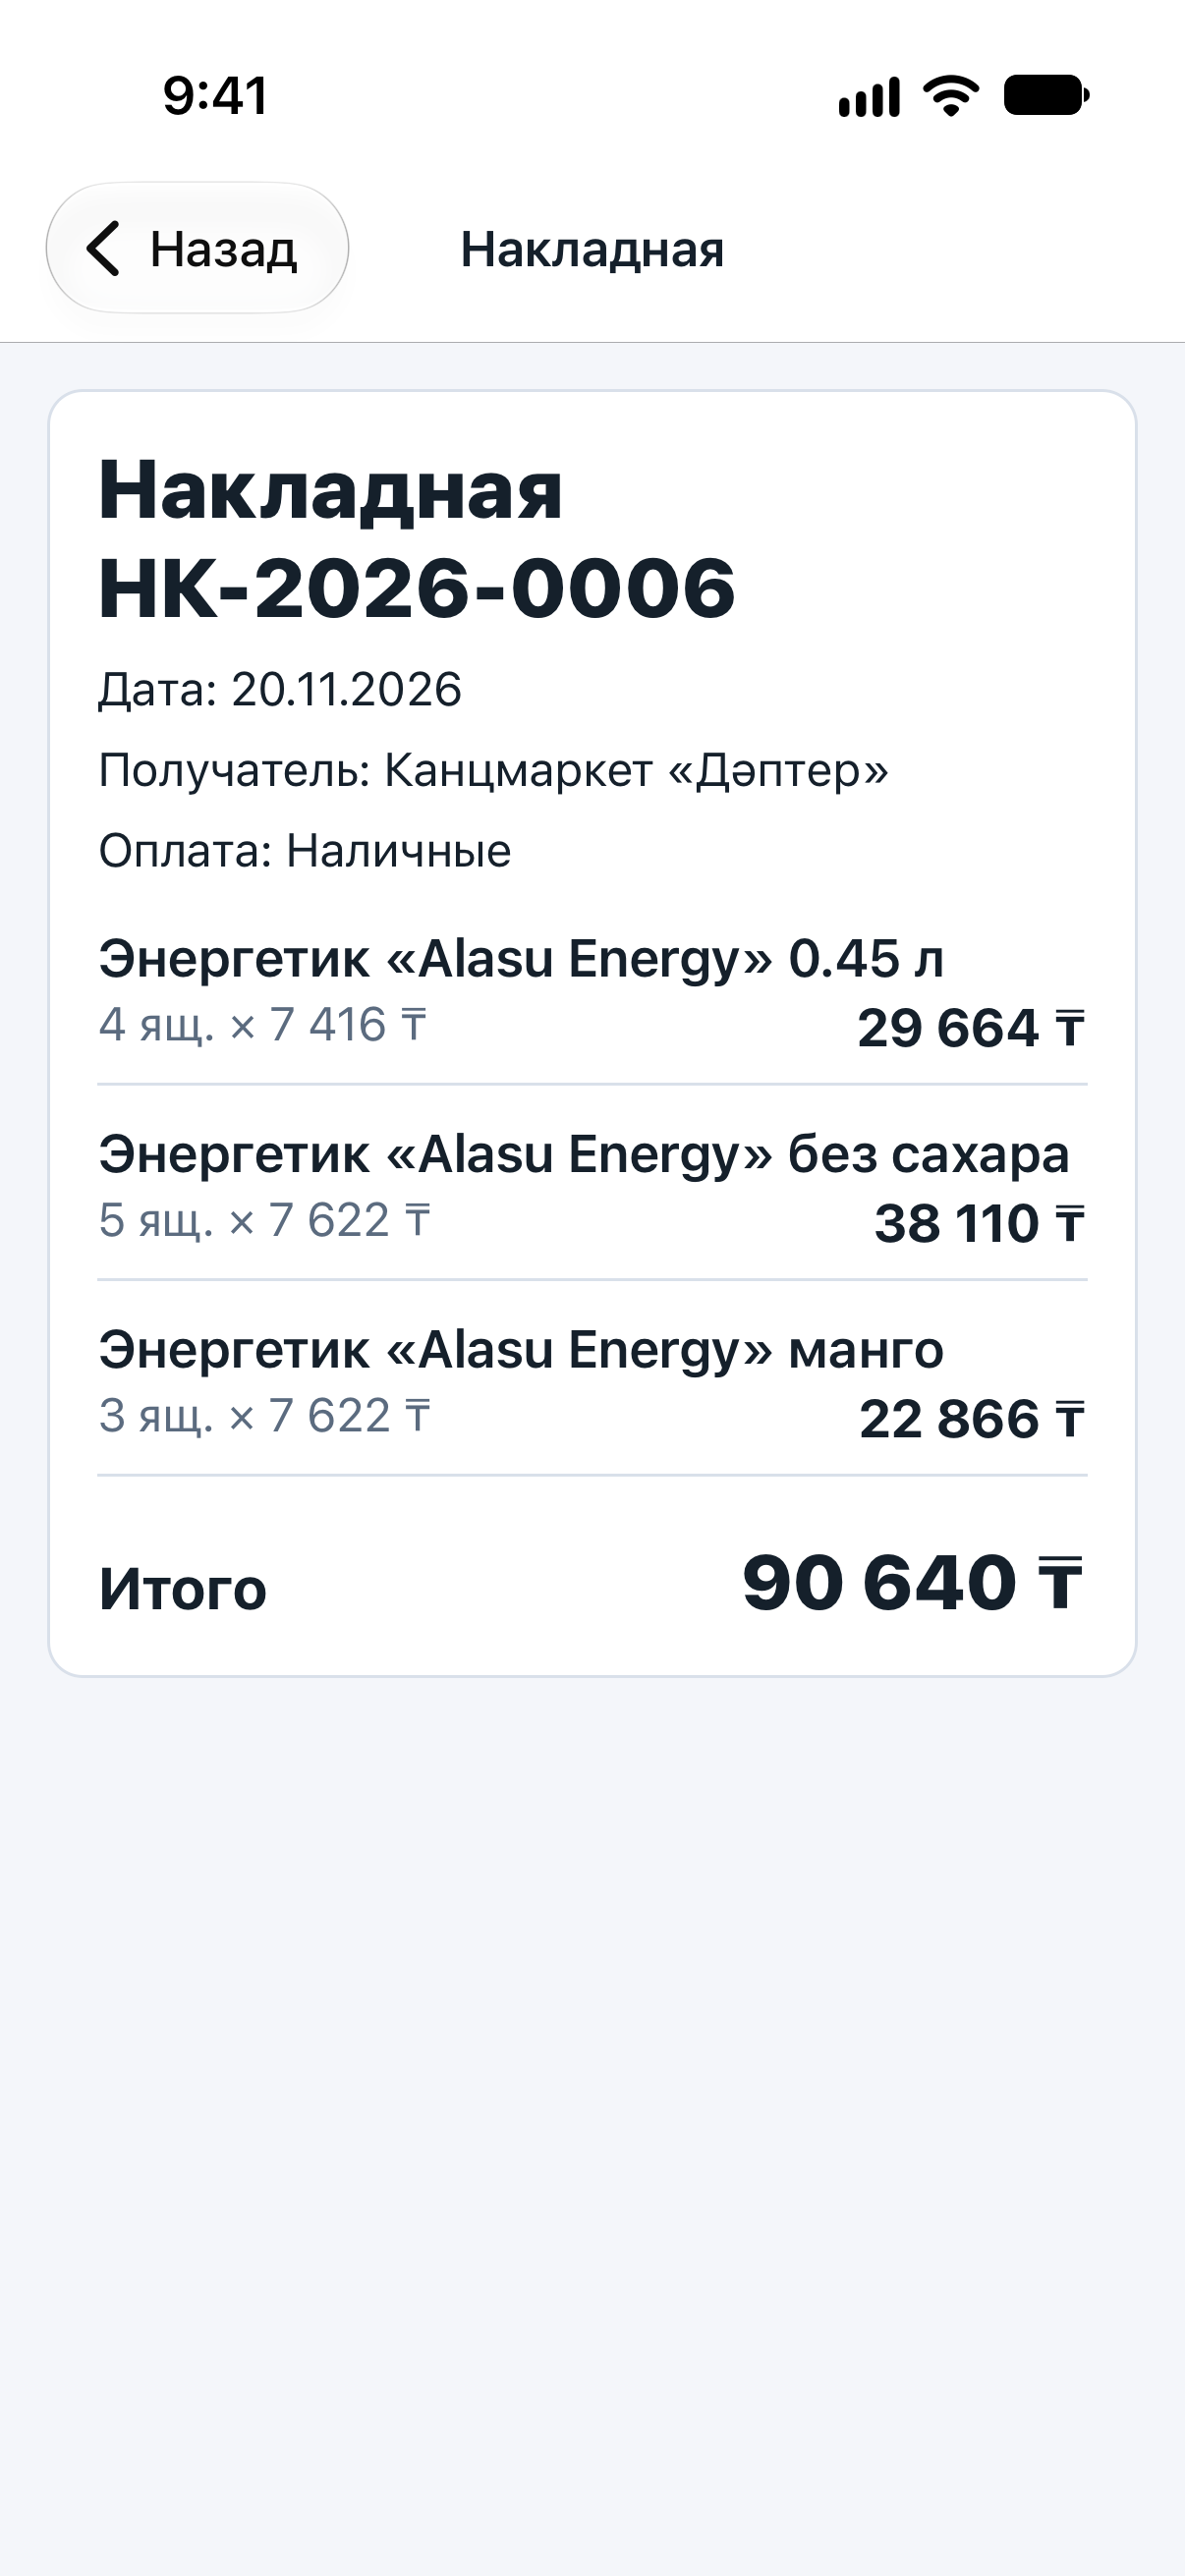 9:41
Назад
Накладная
Накладная
НК-2026-0006
Дата: 20.11.2026
Получатель: Канцмаркет «Дәптер»
Оплата: Наличные
Энергетик «Alasu Energy» 0.45 л
4 ящ. × 7 416 ₸
29 664 ₸
Энергетик «Alasu Energy» без сахара
5 ящ. × 7 622 ₸
38 110 ₸
Энергетик «Alasu Energy» манго
3 ящ. × 7 622 ₸
22 866 ₸
Итого
90 640 ₸